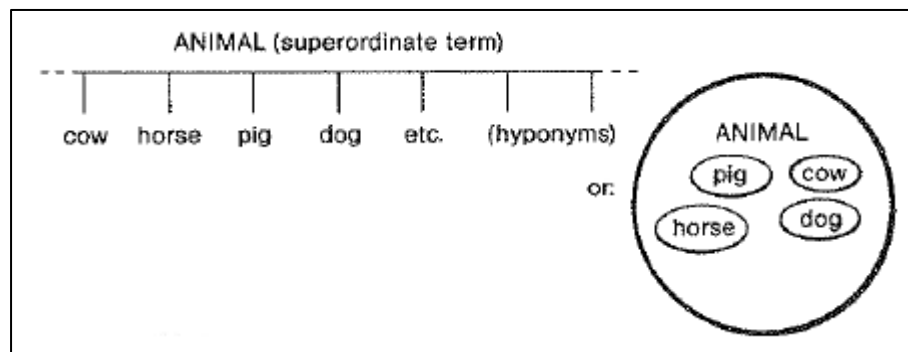 ANIMAL (superordinate term)
cow horse pig dog etc. (hyponyms)
or:
ANIMAL
pig cow
horse dog